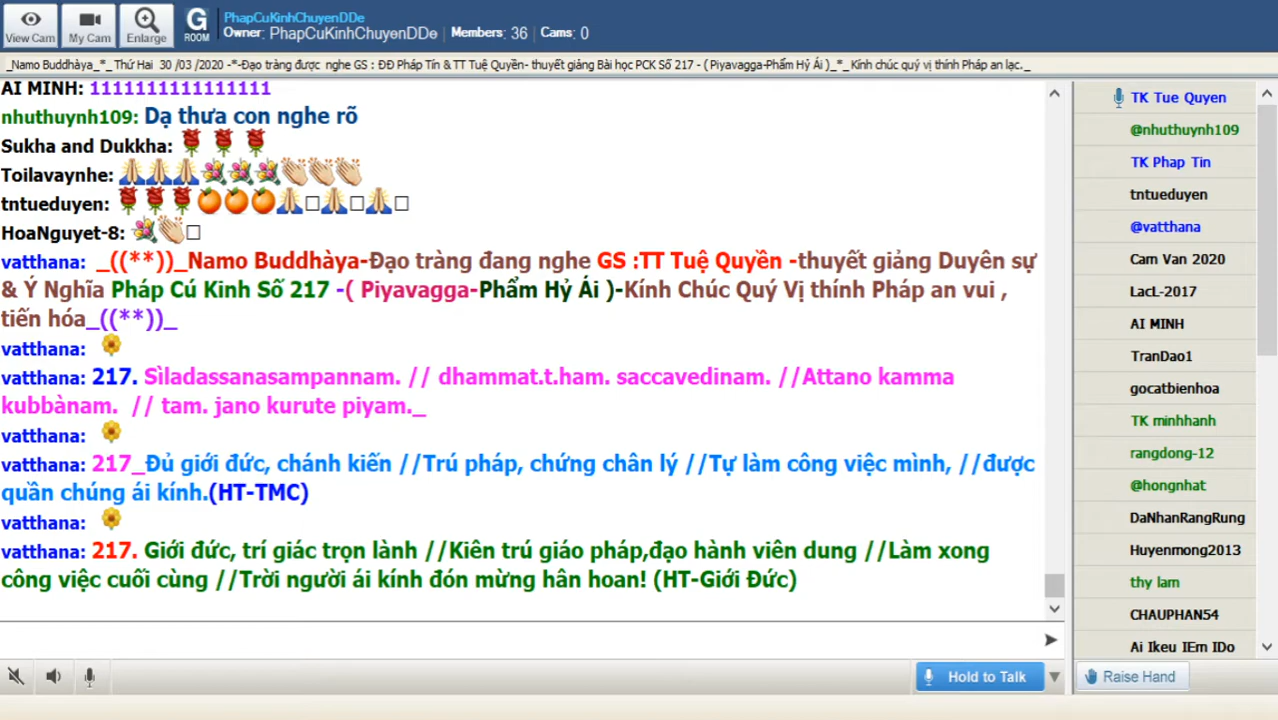 View Cam
My Cam
Enlarge
G
ROOM
PhapCuKinhChuyenDDe
Owner: PhapCuKinhChuyenDDe Members: 36 Cams: 0
_Namo Buddhàya_*_ Thứ Hai 30 /03 /2020 -*-Đạo tràng được nghe GS : ĐĐ Pháp Tín & TT Tuệ Quyền- thuyết giảng Bài học PCK Số 217 - ( Piyavagga-Phẩm Hỷ Ái )_*_ Kính chúc quý vị thính Pháp an lạc._
AI MINH: 1111111111111111
nhuthuynh109: Dạ thưa con nghe rõ
Sukha and Dukkha: 🌹🌹🌹
Toilavaynhe: 🙏🙏🙏💐💐💐👏👏👏
tntueduyen: 🌹🌹🌹🍊🍊🍊🙏□🙏□🙏□
HoaNguyet-8: 💐👏□
vatthana: _((**))_Namo Buddhàya-Đạo tràng đang nghe GS :TT Tuệ Quyền -thuyết giảng Duyên sự
& Ý Nghĩa Pháp Cú Kinh Số 217 -( Piyavagga-Phẩm Hỷ Ái )-Kính Chúc Quý Vị thính Pháp an vui ,
tiến hóa_((**))_
vatthana: 🌼
vatthana: 217. Sìladassanasampannam. // dhammat.t.ham. saccavedinam. //Attano kamma
kubbànam. // tam. jano kurute piyam._
vatthana: 🌼
vatthana: 217_Đủ giới đức, chánh kiến //Trú pháp, chứng chân lý //Tự làm công việc mình, //được
quần chúng ái kính.(HT-TMC)
vatthana: 🌼
vatthana: 217. Giới đức, trí giác trọn lành //Kiên trú giáo pháp,đạo hành viên dung //Làm xong
công việc cuối cùng //Trời người ái kính đón mừng hân hoan! (HT-Giới Đức)
TK Tue Quyen
@nhuthuynh109
TK Phap Tin
tntueduyen
@vatthana
Cam Van 2020
LacL-2017
AI MINH
TranDao1
gocatbienhoa
TK minhhanh
rangdong-12
@hongnhat
DaNhanRangRung
Huyenmong2013
thy lam
CHAUPHAN54
Ai Ikeu IEm IDo
Hold to Talk
Raise Hand